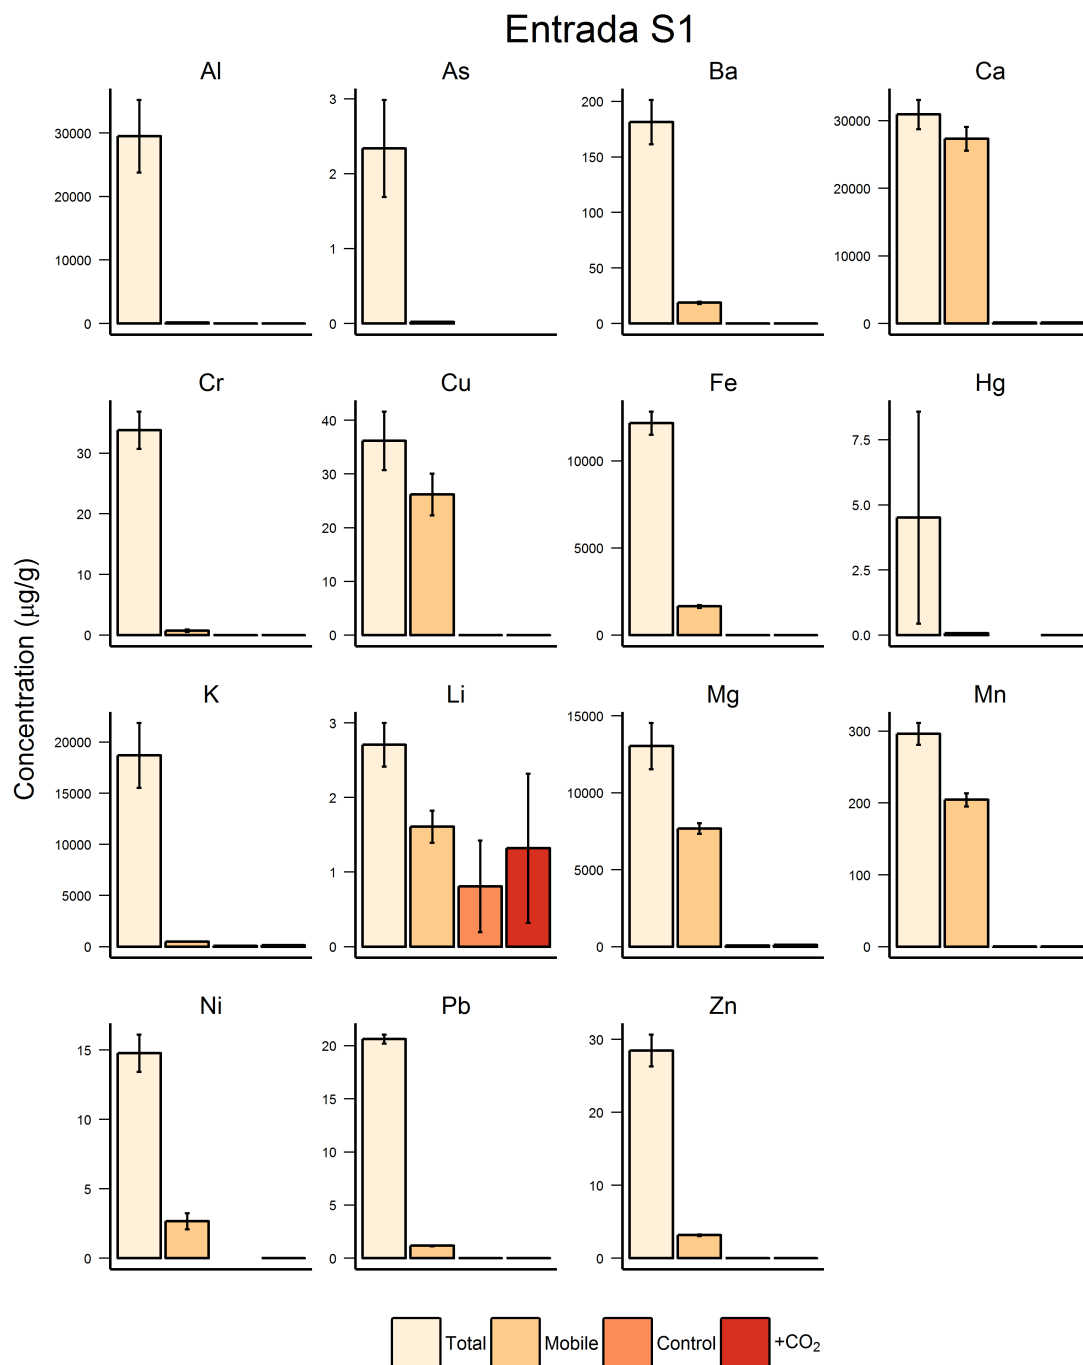 Entrada S1
Al As Ba Ca
30000 3 200 30000
20000 2 150 20000
10000 1 100 10000
0 0 50 0
0
Cr Cu Fe Hg
30 40 10000 7.5
20 30 5000 5.0
10 20 0 2.5
0 10 0.0
0
Concentration (µg/g)
K Li Mg Mn
20000 3 15000 300
15000 2 10000 200
10000 1 5000 100
5000 0 0 0
0
Ni Pb Zn
15 20 30
10 15 20
5 10 10
0 5 0
0
Total Mobile Control +CO₂